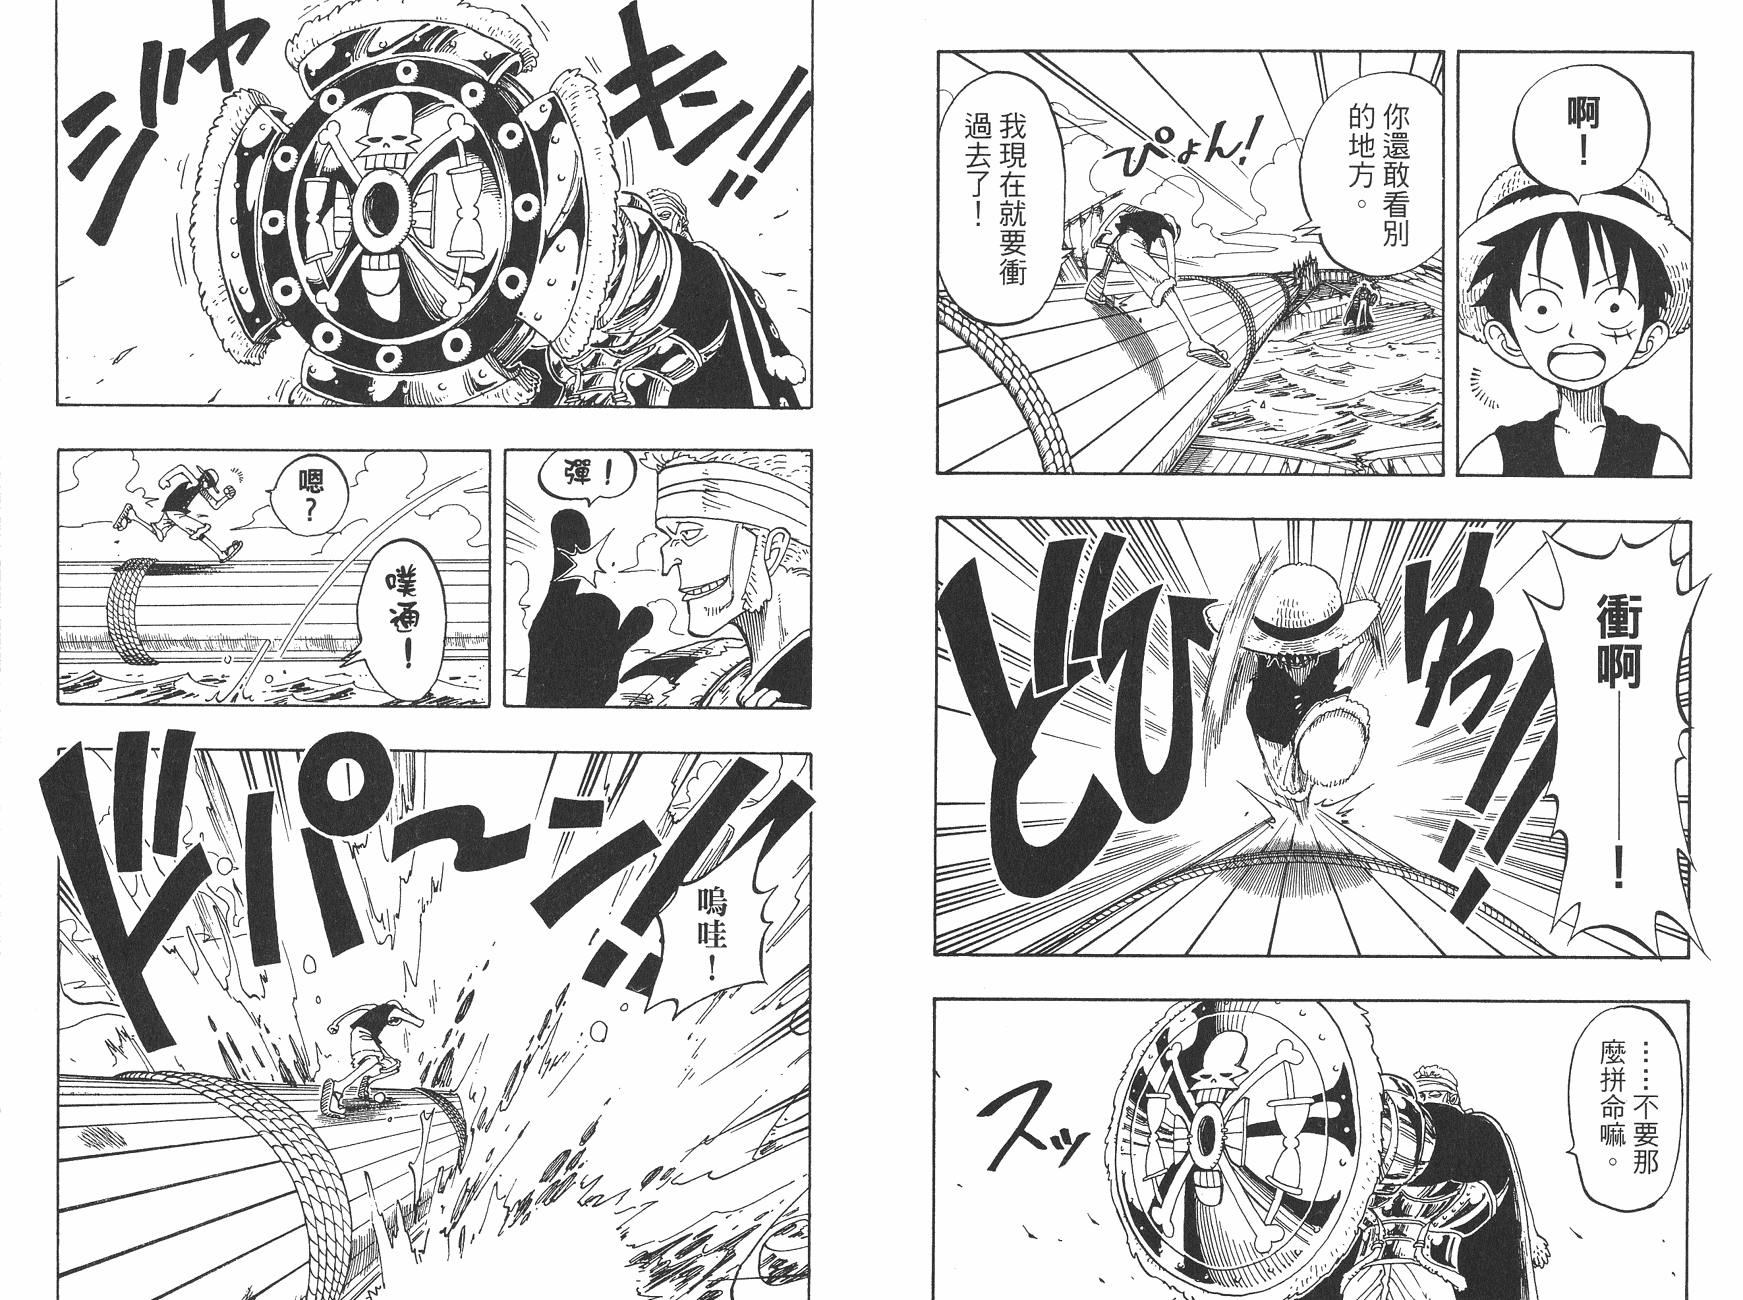 啊！
你還敢看別
的地方。
ぴょん！
我現在就要衝
過去了！
衝啊――！
どひゅっ!!!
……不要那
麼拼命嘛。
スッ
ジャキン!!
彈！
嗯？
噗通！
ドパーン!!
嗚哇！